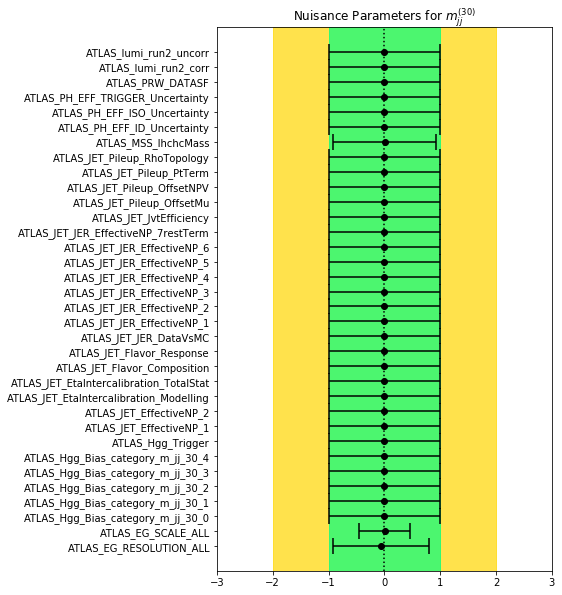 Nuisance Parameters for m_{jj}^{(30)}
ATLAS_lumi_run2_uncorr
ATLAS_lumi_run2_corr
ATLAS_PRW_DATASF
ATLAS_PH_EFF_TRIGGER_Uncertainty
ATLAS_PH_EFF_ISO_Uncertainty
ATLAS_PH_EFF_ID_Uncertainty
ATLAS_MSS_lhchcMass
ATLAS_JET_Pileup_RhoTopology
ATLAS_JET_Pileup_PtTerm
ATLAS_JET_Pileup_OffsetNPV
ATLAS_JET_Pileup_OffsetMu
ATLAS_JET_JvtEfficiency
ATLAS_JET_JER_EffectiveNP_7restTerm
ATLAS_JET_JER_EffectiveNP_6
ATLAS_JET_JER_EffectiveNP_5
ATLAS_JET_JER_EffectiveNP_4
ATLAS_JET_JER_EffectiveNP_3
ATLAS_JET_JER_EffectiveNP_2
ATLAS_JET_JER_EffectiveNP_1
ATLAS_JET_JER_DataVsMC
ATLAS_JET_Flavor_Response
ATLAS_JET_Flavor_Composition
ATLAS_JET_EtaIntercalibration_TotalStat
ATLAS_JET_EtaIntercalibration_Modelling
ATLAS_JET_EffectiveNP_2
ATLAS_JET_EffectiveNP_1
ATLAS_Hgg_Trigger
ATLAS_Hgg_Bias_category_m_jj_30_4
ATLAS_Hgg_Bias_category_m_jj_30_3
ATLAS_Hgg_Bias_category_m_jj_30_2
ATLAS_Hgg_Bias_category_m_jj_30_1
ATLAS_Hgg_Bias_category_m_jj_30_0
ATLAS_EG_SCALE_ALL
ATLAS_EG_RESOLUTION_ALL
−3 −2 −1 0 1 2 3